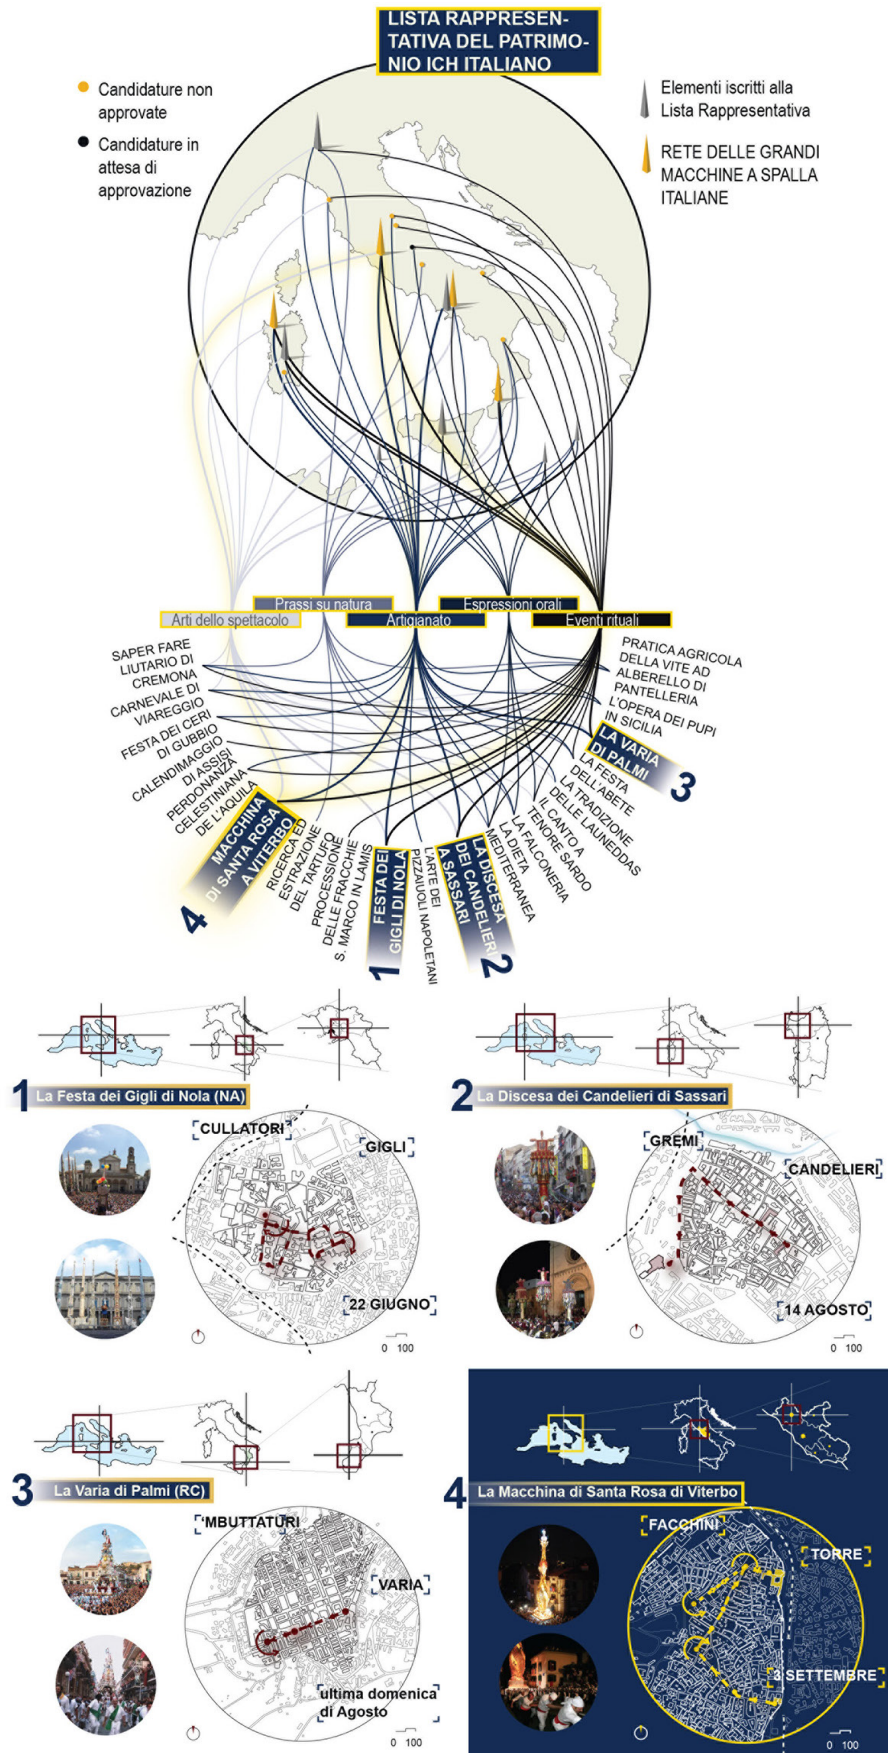 LISTA RAPPRESEN-
TATIVA DEL PATRIMO-
NIO ICH ITALIANO
Candidature non
approvate
Candidature in
attesa di
approvazione
Elementi iscritti alla
Lista Rappresentativa
RETE DELLE GRANDI
MACCHINE A SPALLA
ITALIANE
Prassi su natura
Espressioni orali
Arti dello spettacolo
Artigianato
Eventi rituali
SAPER FARE
LIUTARIO DI
CREMONA
CARNEVALE DI
VIAREGGIO
FESTA DEI CERI
DI GUBBIO
CALENDIMAGGIO
DI ASSISI
PERDONANZA
CELESTINIANA
DE L'AQUILA
MACCHINA
DI SANTA ROSA
A VITERBO
4
RICERCA ED
ESTRAZIONE
DEL TARTUFO
PROCESSIONE
DELLE FRACCHIE
S. MARCO IN LAMIS
FESTA DEI
GIGLI DI NOLA
1
L'ARTE DEI
PIZZAIUOLI NAPOLETANI
LA DISCESA
DEI CANDELIERI
A SASSARI
2
LA DIETA
MEDITERRANEA
LA FALCONERIA
IL CANTO A
TENORE SARDO
LA TRADIZIONE
DELLE LAUNEDDAS
LA FESTA
DELL'ABETE
LA VARIA
DI PALMI
3
L'OPERA DEI PUPI
IN SICILIA
PRATICA AGRICOLA
DELLA VITE AD
ALBERELLO DI
PANTELLERIA
1 La Festa dei Gigli di Nola (NA)
CULLATORI
GIGLI
22 GIUGNO
0 100
2 La Discesa dei Candelieri di Sassari
GREMI
CANDELIERI
14 AGOSTO
0 100
3 La Varia di Palmi (RC)
'MBUTTATURI
VARIA
ultima domenica
di Agosto
0 100
4 La Macchina di Santa Rosa di Viterbo
FACCHINI
TORRE
3 SETTEMBRE
0 100